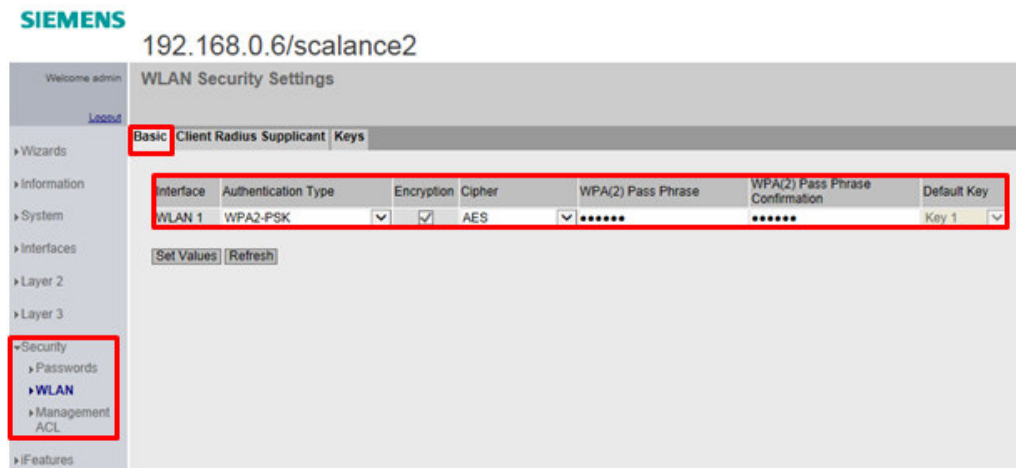 SIEMENS
192.168.0.6/scalance2
Welcome admin
Logout
WLAN Security Settings
Basic Client Radius Supplicant Keys
Wizards
Information
System
Interfaces
Layer 2
Layer 3
Security
Passwords
WLAN
Management
ACL
iFeatures
Interface Authentication Type Encryption Cipher WPA(2) Pass Phrase WPA(2) Pass Phrase Confirmation Default Key
WLAN 1 WPA2-PSK AES •••••• •••••• Key 1
Set Values Refresh